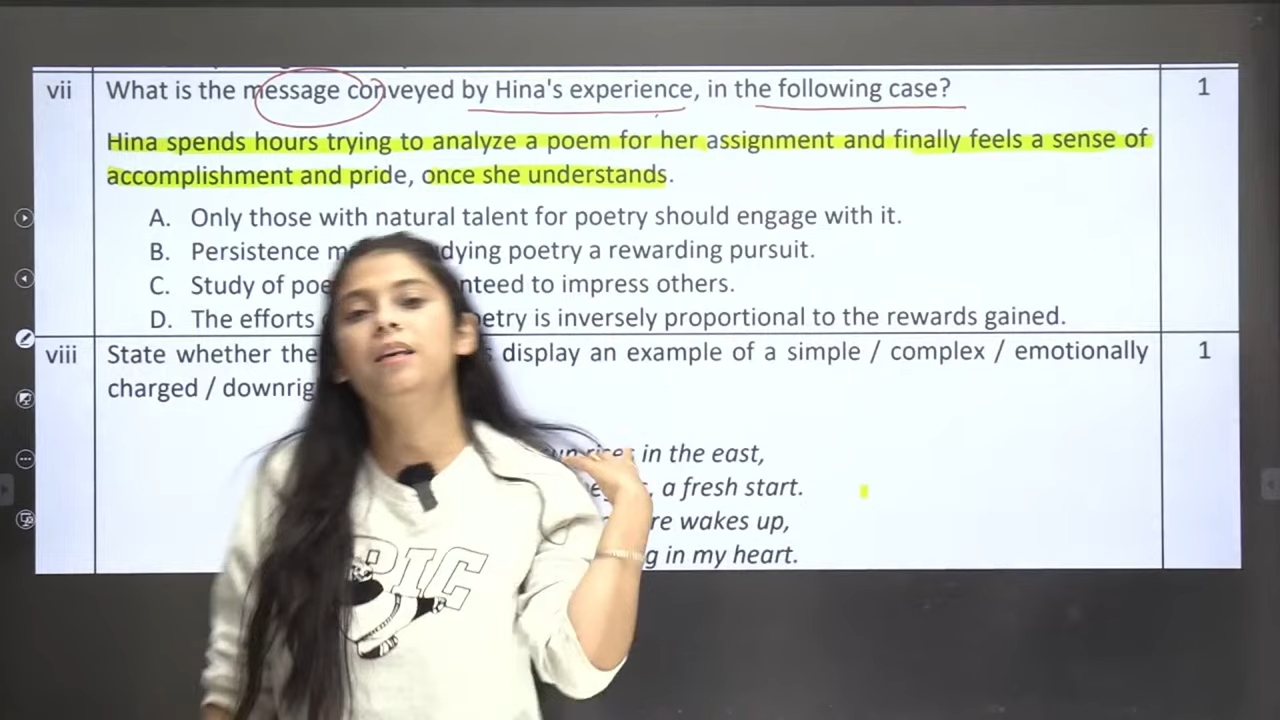 vii What is the message conveyed by Hina's experience, in the following case? 1
Hina spends hours trying to analyze a poem for her assignment and finally feels a sense of
accomplishment and pride, once she understands.
A. Only those with natural talent for poetry should engage with it.
B. Persistence dying poetry a rewarding pursuit.
C. Study of nteed to impress others.
D. The efforts etry is inversely proportional to the rewards gained.
viii State whether the display an example of a simple / complex / emotionally 1
charged / downrig
in the east,
a fresh start.
re wakes up,
g in my heart.